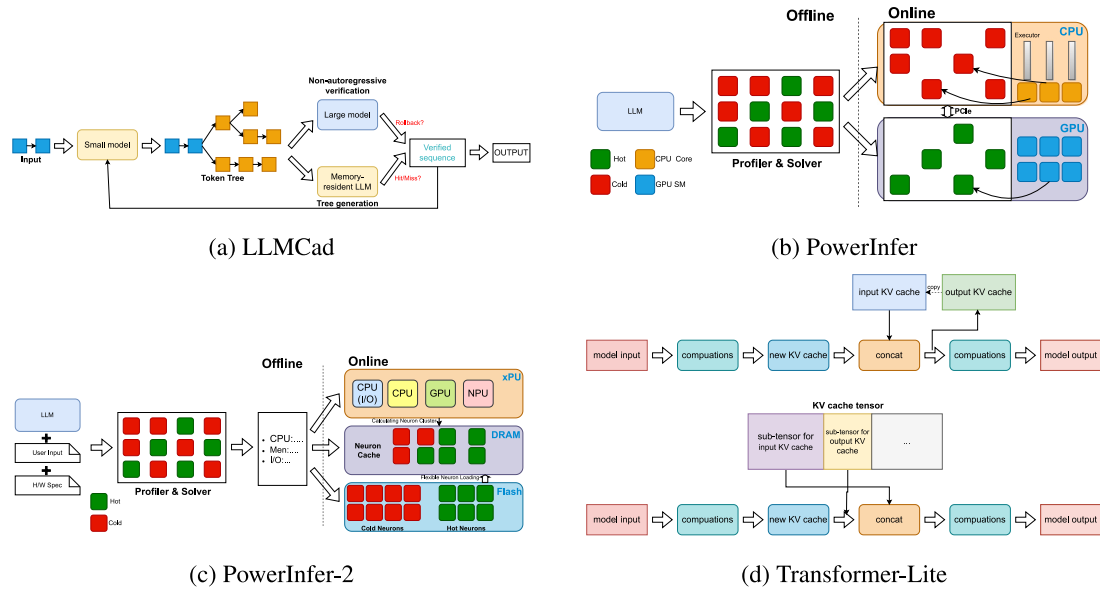 Non-autoregressive
verification
Large model
Rollback?
Input
Small model
Token Tree
Verified
sequence
OUTPUT
Memory-
resident LLM
Hit/Miss?
Tree generation
(a) LLMCad
Offline
Online
Executor
CPU
LLM
PCIe
GPU
Profiler & Solver
Hot
CPU Core
Cold
GPU SM
(b) PowerInfer
Offline
Online
xPU
CPU
(I/O)
CPU
GPU
NPU
Calculating Neuron Cluster
LLM
User Input
H/W Spec
CPU:....
Men:....
I/O:...
Neuron
Cache
DRAM
Flexible Neuron Loading
Flash
Profiler & Solver
Hot
Cold
Cold Neurons
Hot Neurons
(c) PowerInfer-2
input KV cache
copy
output KV cache
model input
compuations
new KV cache
concat
compuations
model output
KV cache tensor
sub-tensor for
input KV cache
sub-tensor for
output KV
cache
...
model input
compuations
new KV cache
concat
compuations
model output
(d) Transformer-Lite